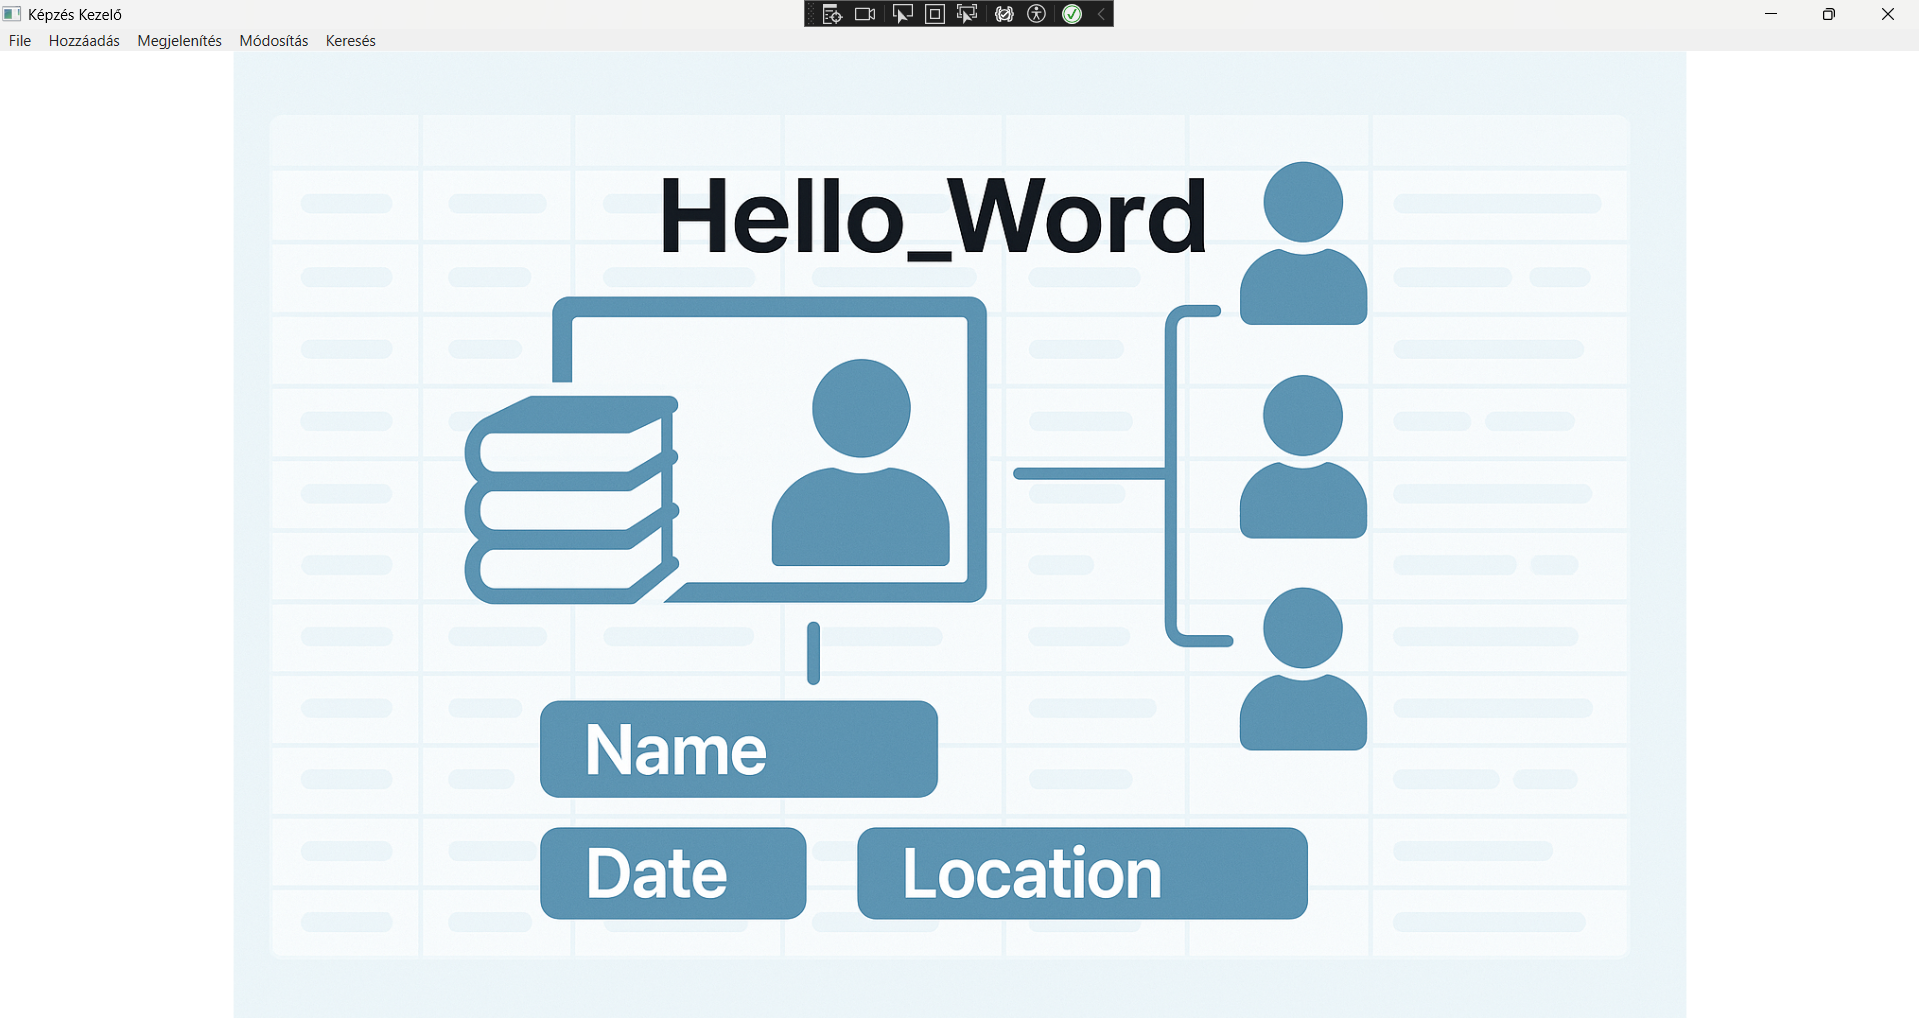 Képzés Kezelő
File Hozzáadás Megjelenítés Módosítás Keresés
Hello_Word
Name
Date Location